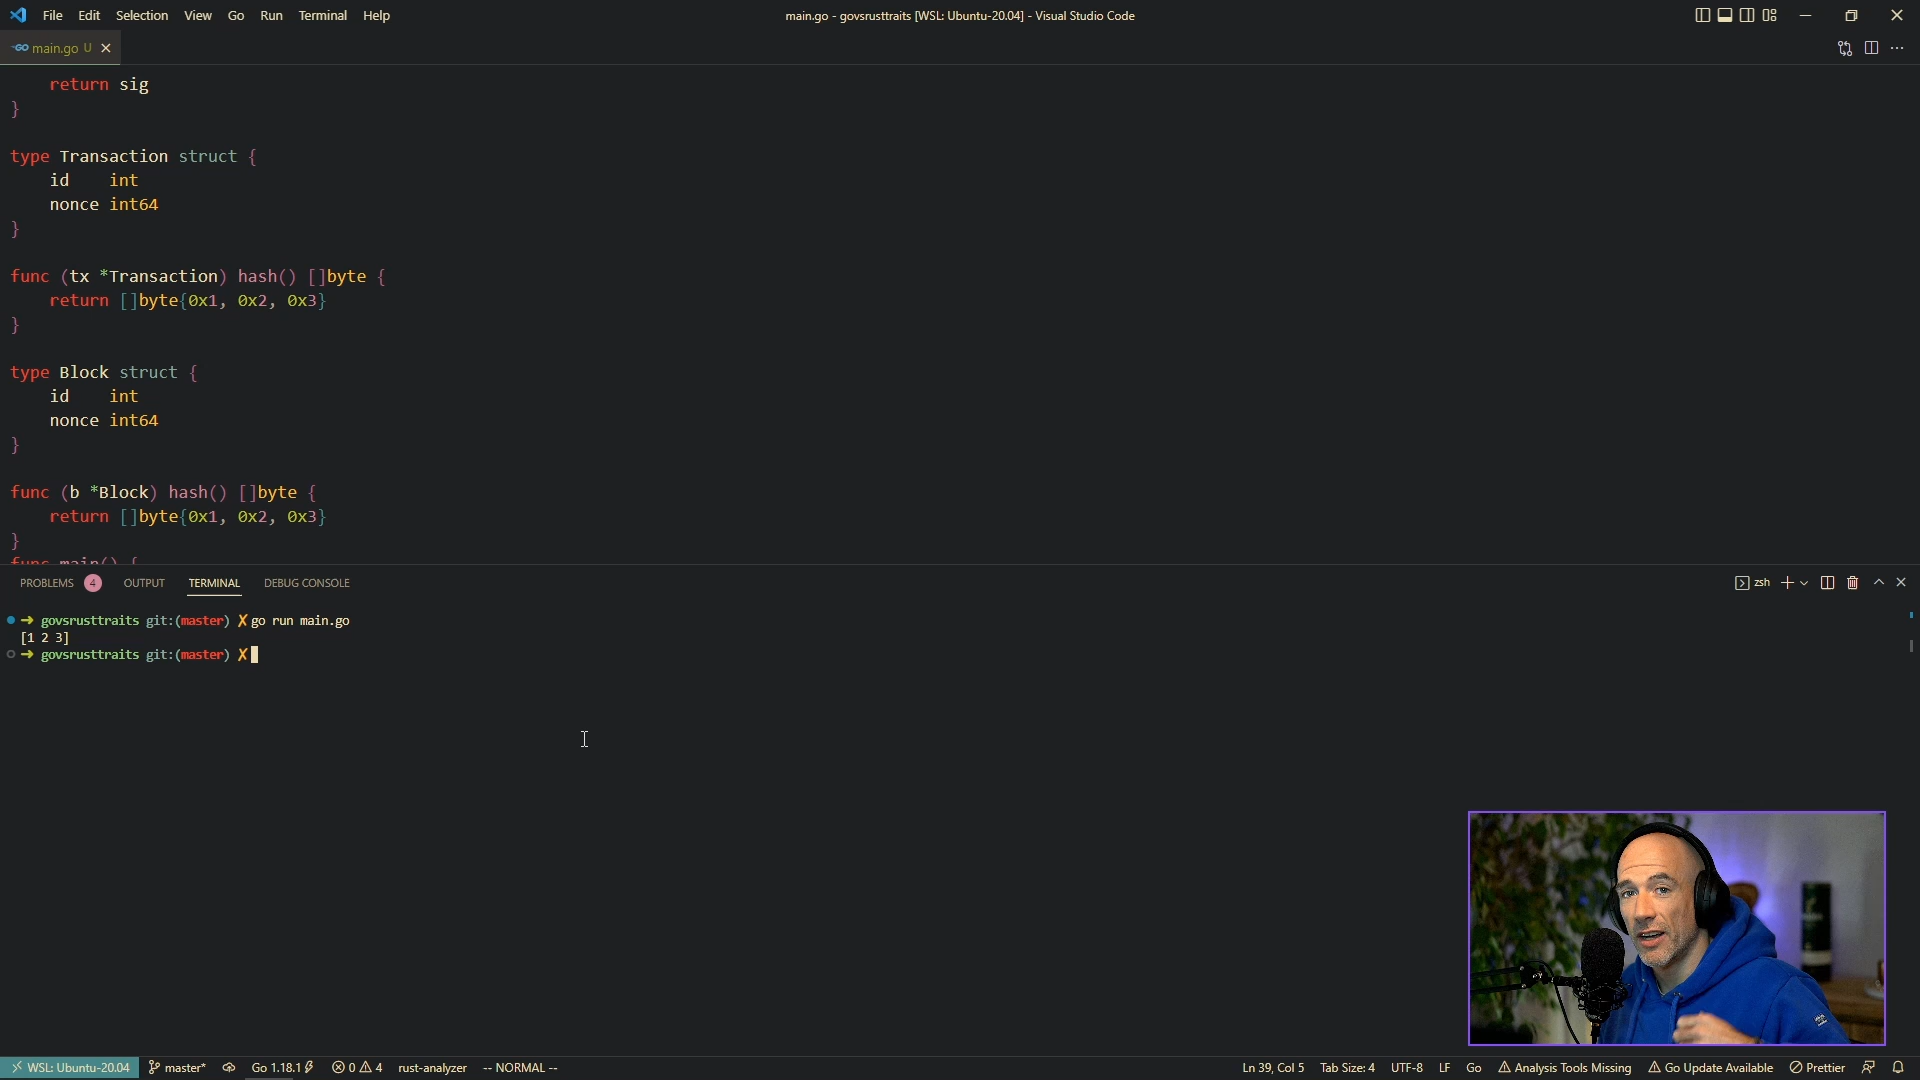 File Edit Selection View Go Run Terminal Help
main.go - govsrusttraits [WSL: Ubuntu-20.04] - Visual Studio Code
GO main.go U
return sig
}
type Transaction struct {
id int
nonce int64
}
func (tx *Transaction) hash() []byte {
return []byte{0x1, 0x2, 0x3}
}
type Block struct {
id int
nonce int64
}
func (b *Block) hash() []byte {
return []byte{0x1, 0x2, 0x3}
}
func main() {
PROBLEMS 4 OUTPUT TERMINAL DEBUG CONSOLE
zsh
➜ govsrusttraits git:(master) ✗ go run main.go
[1 2 3]
➜ govsrusttraits git:(master) ✗
WSL: Ubuntu-20.04 master* Go 1.18.1 0 4 rust-analyzer -- NORMAL --
Ln 39, Col 5 Tab Size: 4 UTF-8 LF Go Analysis Tools Missing Go Update Available Prettier